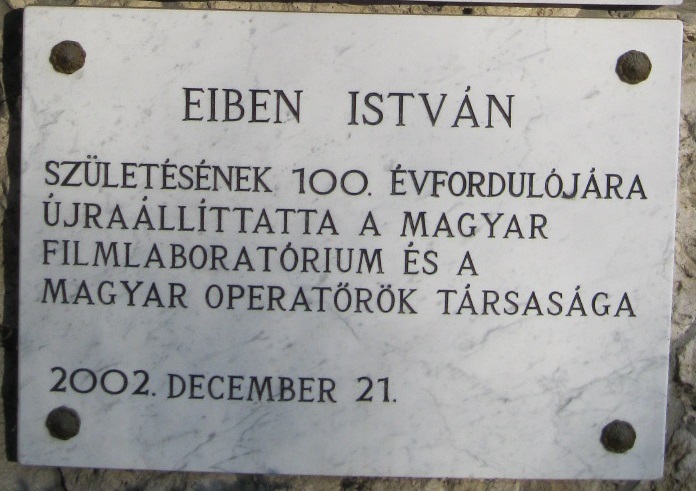 EIBEN ISTVÁN
SZÜLETÉSÉNEK 100. ÉVFORDULÓJÁRA
ÚJRAÁLLÍTTATTA A MAGYAR
FILMLABORATÓRIUM ÉS A
MAGYAR OPERATŐRÖK TÁRSASÁGA
2002. DECEMBER 21.